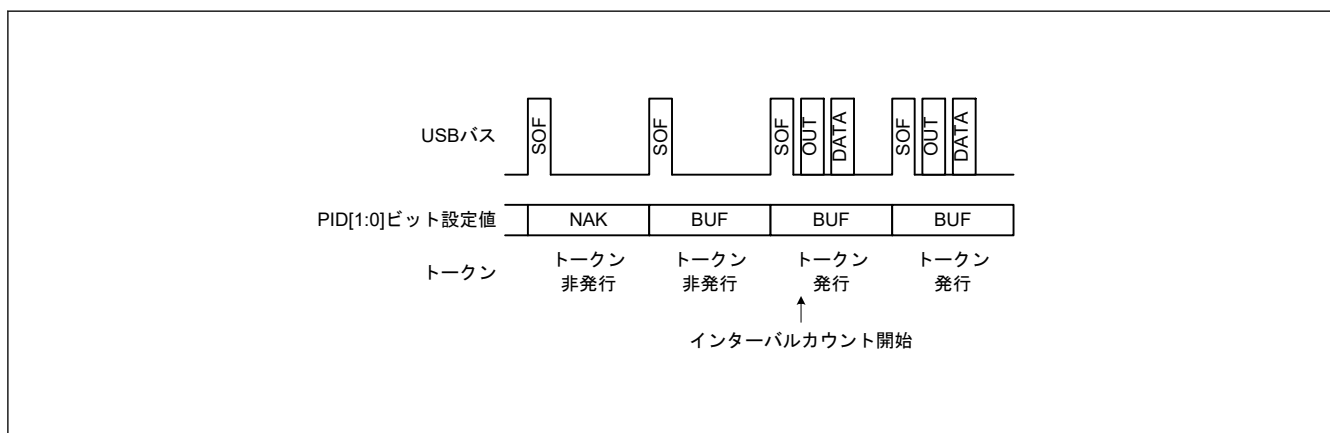 USBバス
SOF
SOF
SOF
OUT
DATA
SOF
OUT
DATA
PID[1:0]ビット設定値
NAK
BUF
BUF
BUF
トークン
トークン
非発行
トークン
非発行
トークン
発行
トークン
発行
インターバルカウント開始